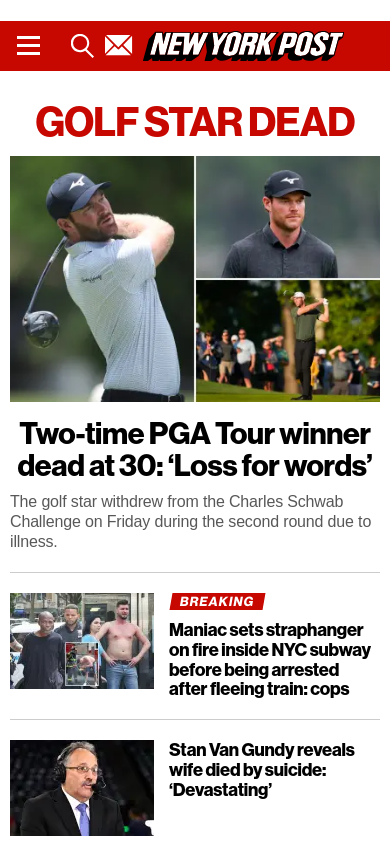 NEW YORK POST
GOLF STAR DEAD
Two-time PGA Tour winner
dead at 30: ‘Loss for words’
The golf star withdrew from the Charles Schwab
Challenge on Friday during the second round due to
illness.
BREAKING
Maniac sets straphanger
on fire inside NYC subway
before being arrested
after fleeing train: cops
Stan Van Gundy reveals
wife died by suicide:
‘Devastating’